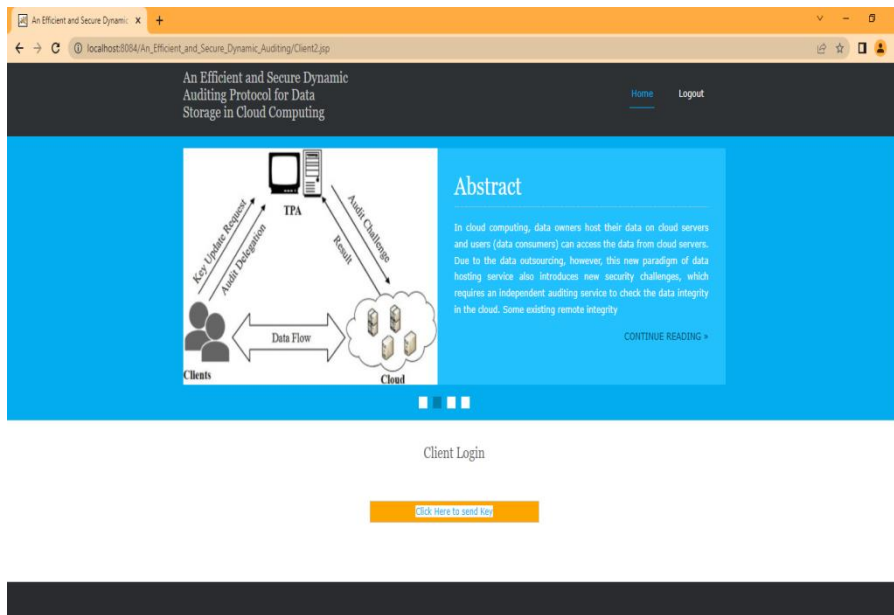 An Efficient and Secure Dynamic
localhost:8084/An_Efficient_and_Secure_Dynamic_Auditing/Client2.jsp
An Efficient and Secure Dynamic
Auditing Protocol for Data
Storage in Cloud Computing
Home
Logout
TPA
Key Update Request
Audit Delegation
Audit Challenge
Result
Data Flow
Clients
Cloud
Abstract
In cloud computing, data owners host their data on cloud servers
and users (data consumers) can access the data from cloud servers.
Due to the data outsourcing, however, this new paradigm of data
hosting service also introduces new security challenges, which
requires an independent auditing service to check the data integrity
in the cloud. Some existing remote integrity
CONTINUE READING »
Client Login
Click Here to send Key